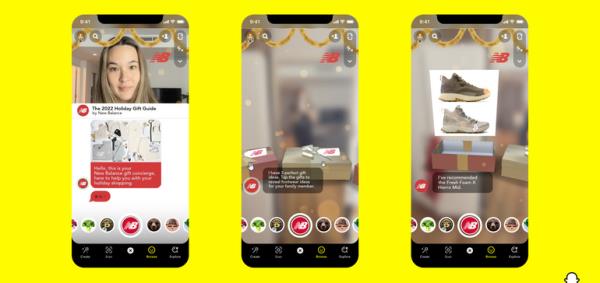 9:41
The 2022 Holiday Gift Guide
by New Balance
Hello, this is your
New Balance gift concierge,
here to help you with your
holiday shopping.
Create
Scan
Browse
Explore
9:41
I have 3 perfect gift
ideas. Tap the gifts to
reveal footwear ideas
for your family member.
Create
Scan
Browse
Explore
9:41
I've recommended
the Fresh Foam X
Hierro Mid.
Create
Scan
Browse
Explore